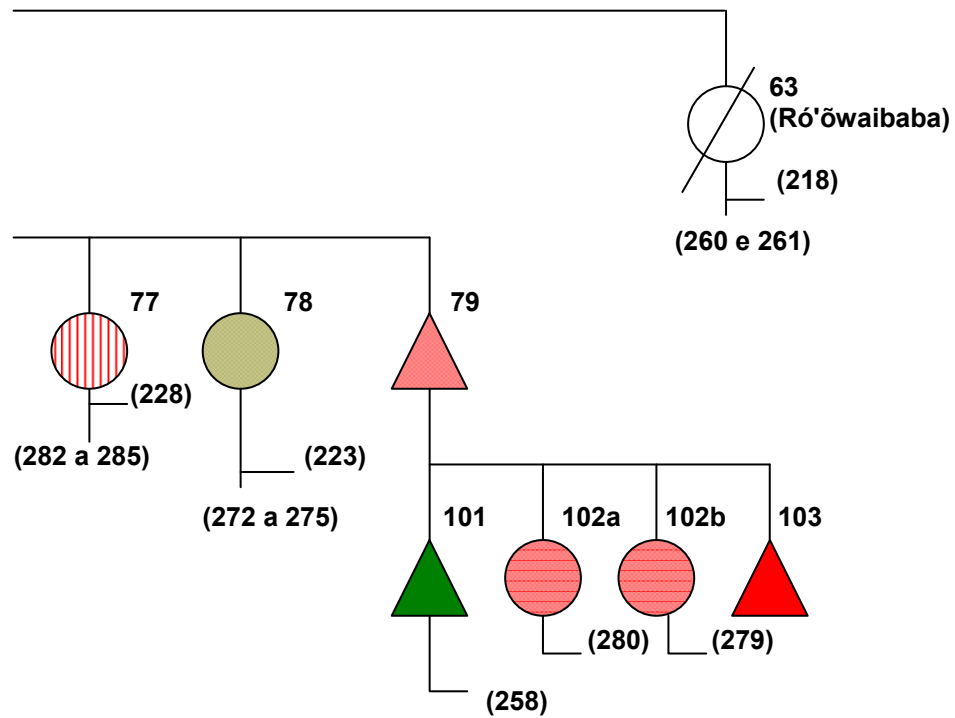 63
(Ró'õwaibaba)
(218)
(260 e 261)
77
78
79
(228)
(282 a 285)
(223)
(272 a 275)
101
102a
102b
103
(280)
(279)
(258)